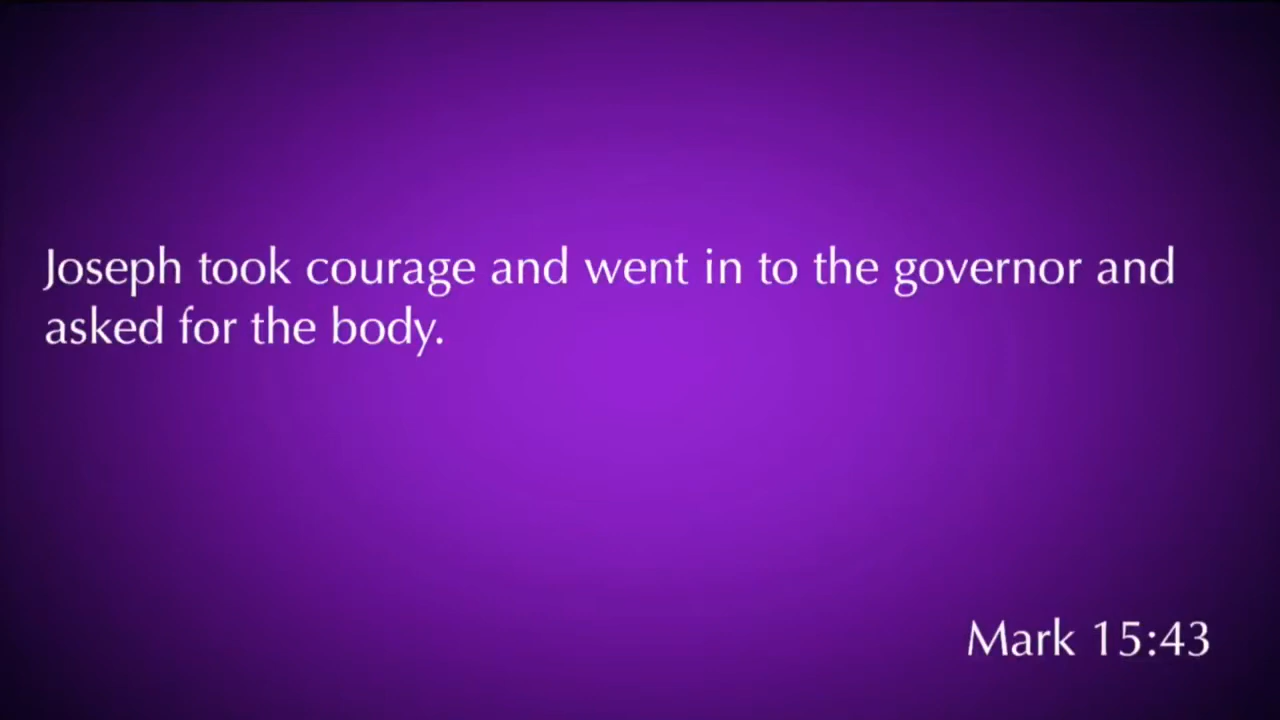 Joseph took courage and went in to the governor and
asked for the body.
Mark 15:43